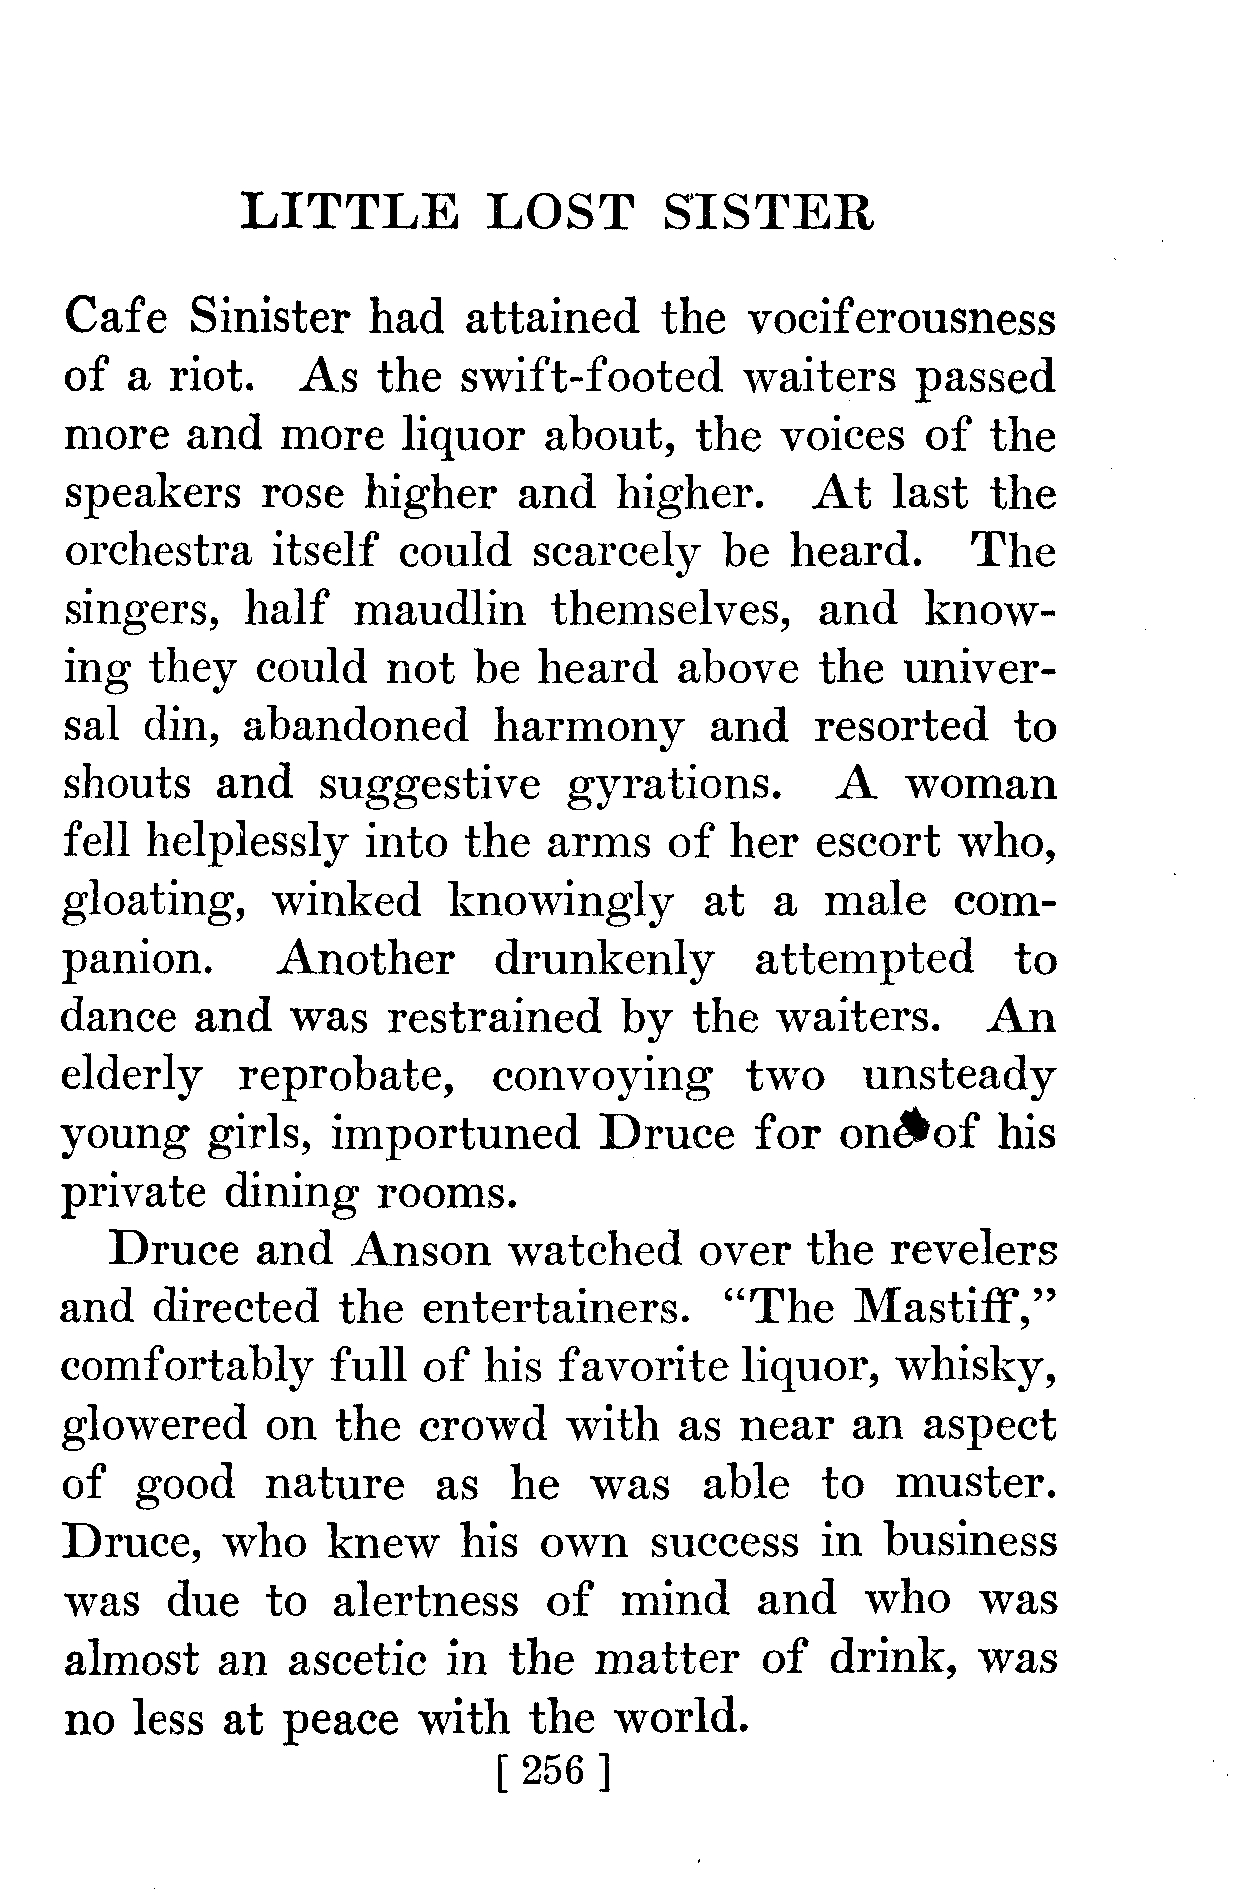 LITTLE LOST SISTER
Cafe Sinister had attained the vociferousness
of a riot. As the swift-footed waiters passed
more and more liquor about, the voices of the
speakers rose higher and higher. At last the
orchestra itself could scarcely be heard. The
singers, half maudlin themselves, and know-
ing they could not be heard above the univer-
sal din, abandoned harmony and resorted to
shouts and suggestive gyrations. A woman
fell helplessly into the arms of her escort who,
gloating, winked knowingly at a male com-
panion. Another drunkenly attempted to
dance and was restrained by the waiters. An
elderly reprobate, convoying two unsteady
young girls, importuned Druce for one of his
private dining rooms.
Druce and Anson watched over the revelers
and directed the entertainers. “The Mastiff,”
comfortably full of his favorite liquor, whisky,
glowered on the crowd with as near an aspect
of good nature as he was able to muster.
Druce, who knew his own success in business
was due to alertness of mind and who was
almost an ascetic in the matter of drink, was
no less at peace with the world.
[ 256 ]